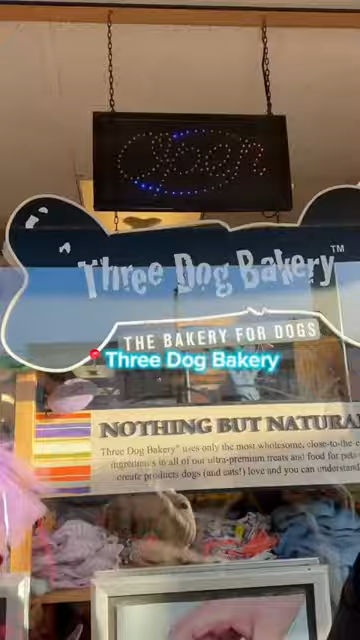 Open
Three Dog Bakery™
THE BAKERY FOR DOGS
📍Three Dog Bakery
NOTHING BUT NATURA
Three Dog Bakery® uses only the most wholesome, close-to-the
ingredients in all of our ultra-premium treats and food for pets
create products dogs (and cats!) love and you can understand